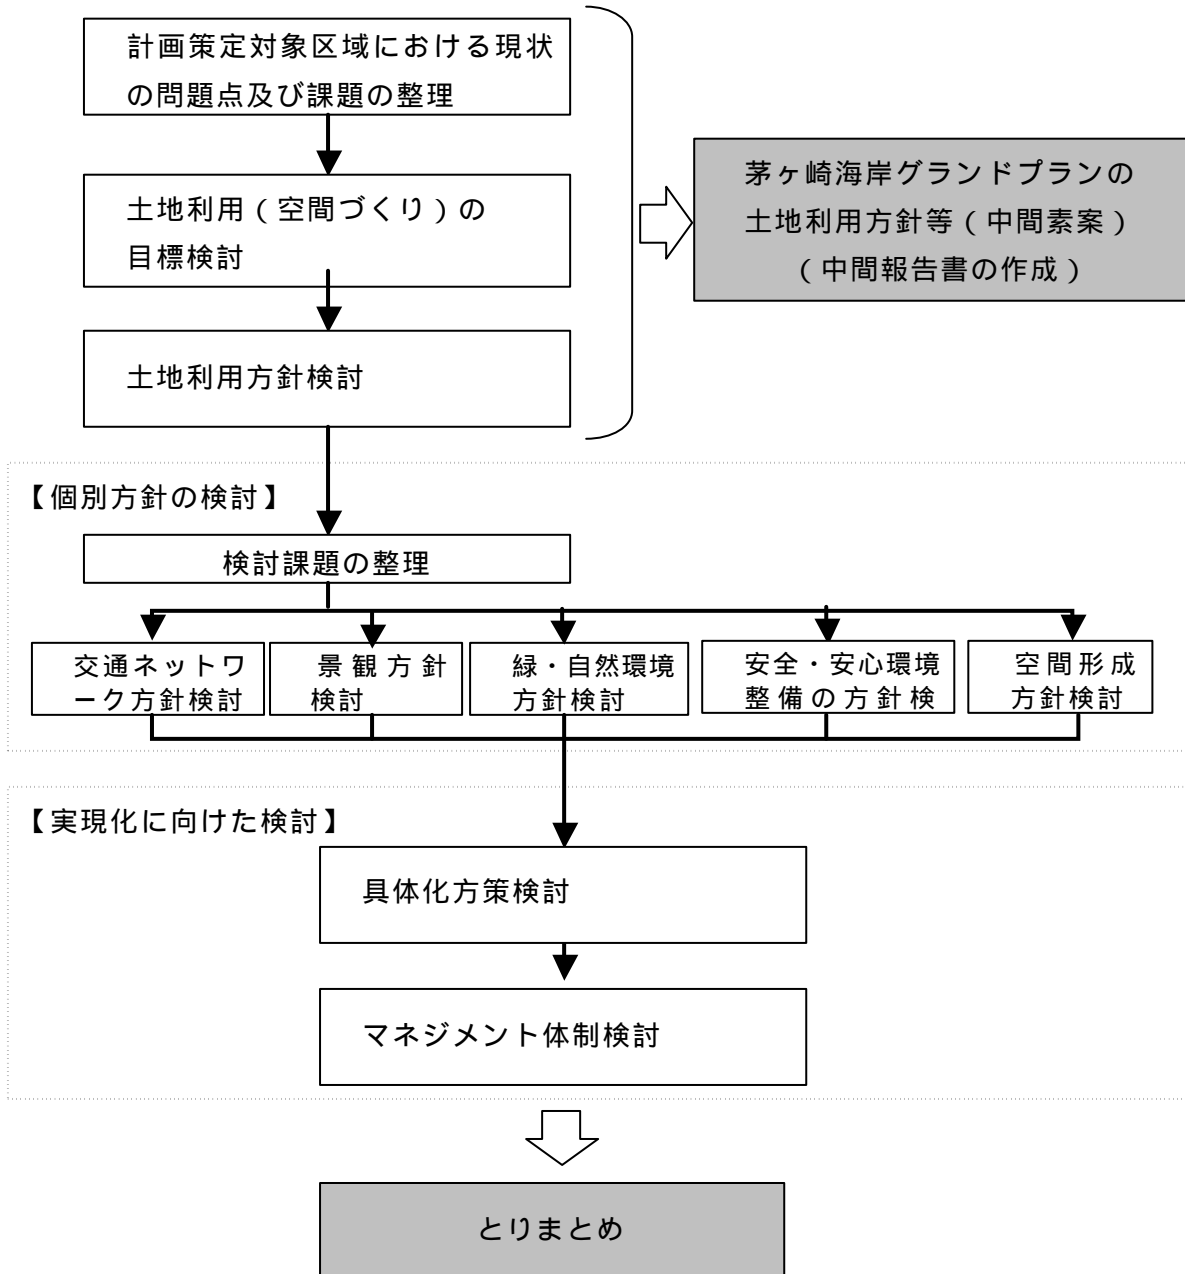 計画策定対象区域における現状
の問題点及び課題の整理
土地利用（空間づくり）の
目標検討
土地利用方針検討
茅ヶ崎海岸グランドプランの
土地利用方針等（中間素案）
（中間報告書の作成）
【個別方針の検討】
検討課題の整理
交通ネットワ
ーク方針検討
景観方針
検討
緑・自然環境
方針検討
安全・安心環境
整備の方針検
空間形成
方針検討
【実現化に向けた検討】
具体化方策検討
マネジメント体制検討
とりまとめ